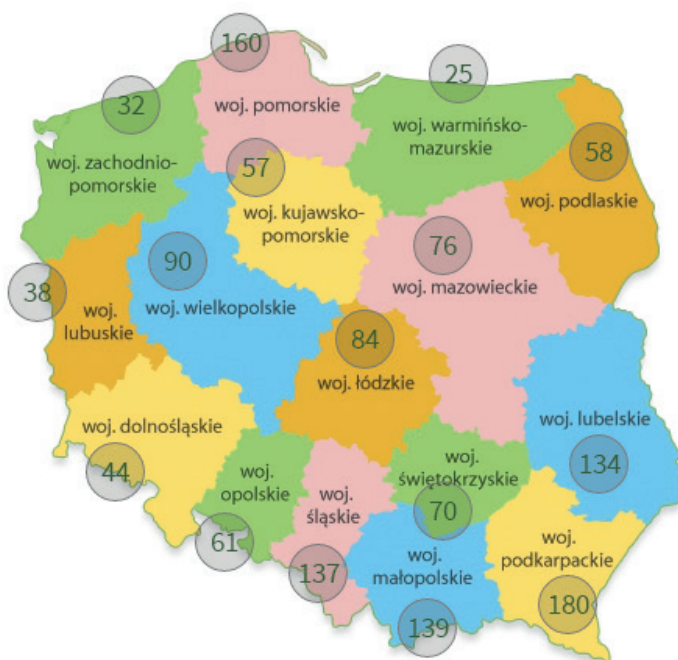 160
25
32
woj. pomorskie
woj. warmińsko-
mazurskie
woj. zachodnio-
pomorskie
57
58
woj. kujawsko-
pomorskie
woj. podlaskie
90
76
38
woj.
lubuskie
woj. wielkopolskie
woj. mazowieckie
84
woj. łódzkie
woj. dolnośląskie
woj. lubelskie
44
134
woj.
opolskie
woj.
śląskie
woj.
świętokrzyskie
70
61
137
woj.
małopolskie
woj.
podkarpackie
180
139